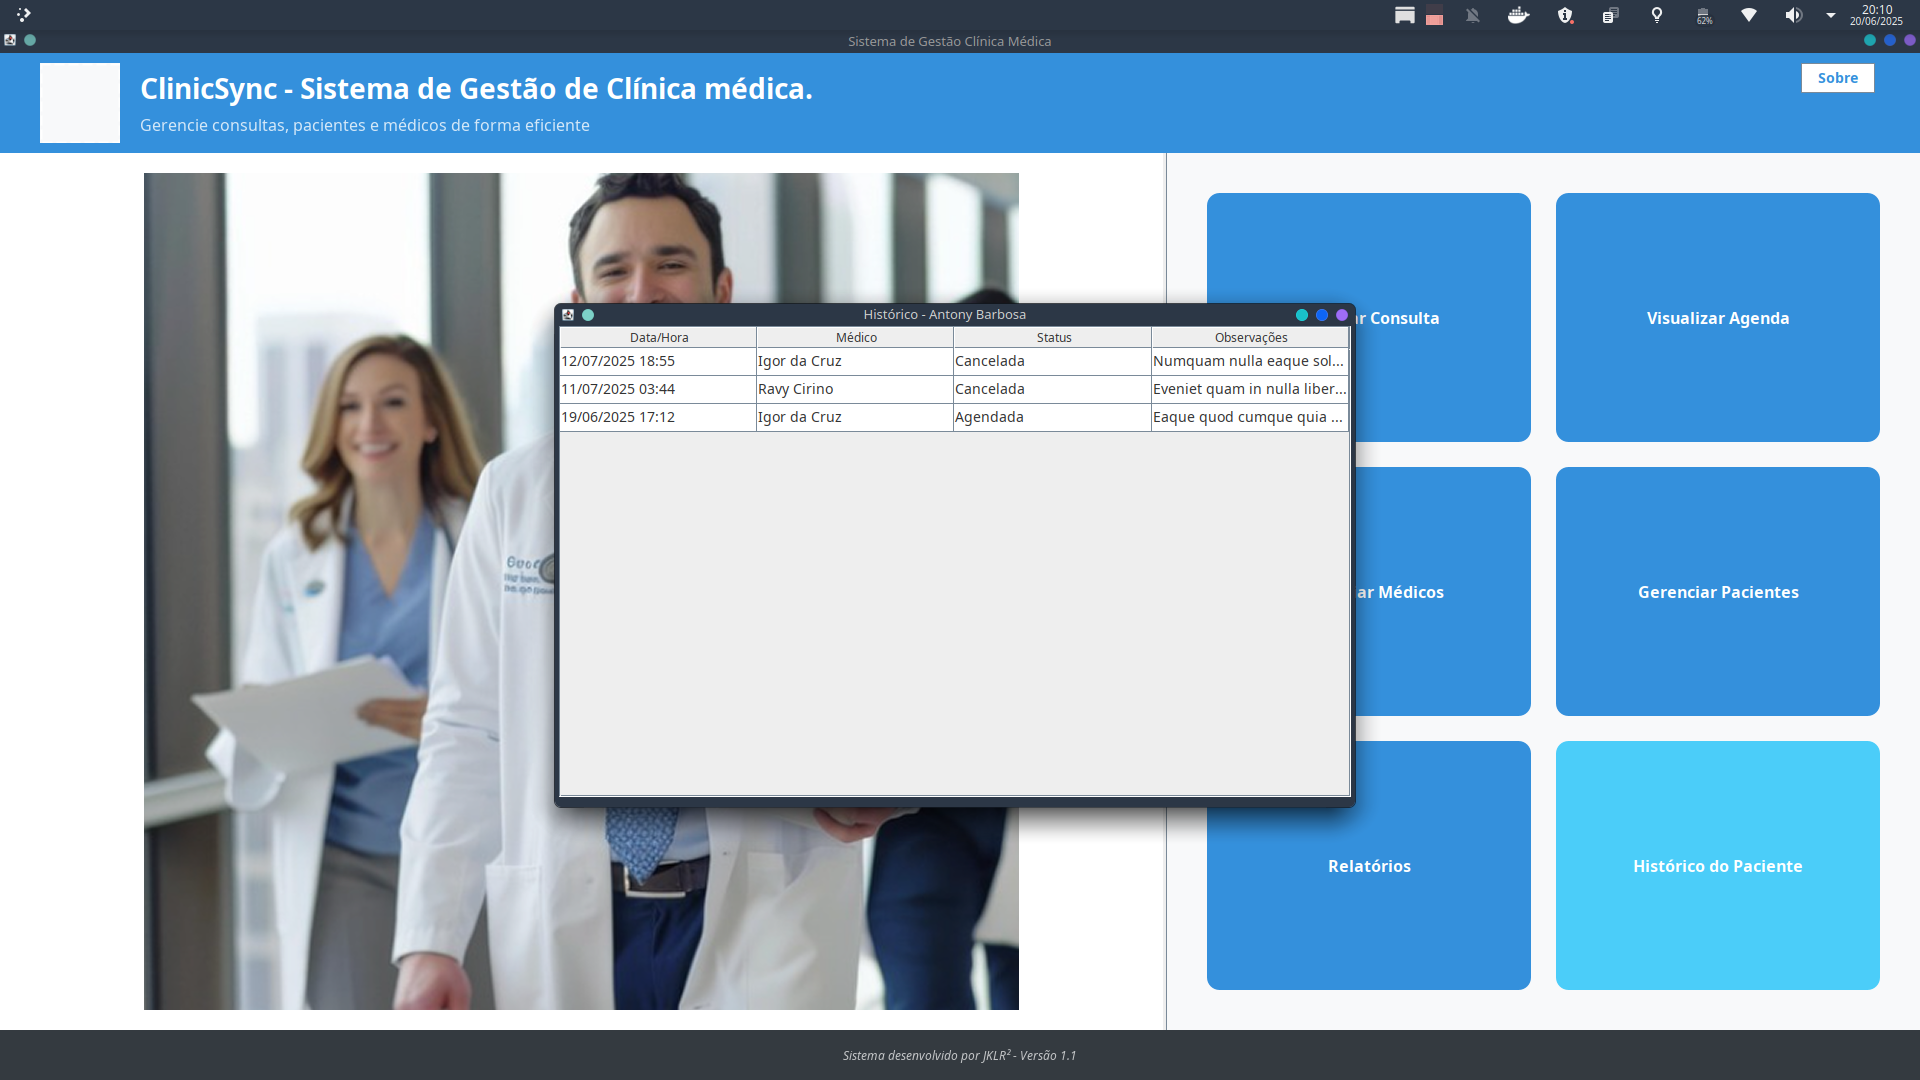 20:10
62%
20/06/2025
Sistema de Gestão Clínica Médica
ClinicSync - Sistema de Gestão de Clínica médica.
Sobre
Gerencie consultas, pacientes e médicos de forma eficiente
Histórico - Antony Barbosa
Data/Hora Médico Status Observações
12/07/2025 18:55 Igor da Cruz Cancelada Numquam nulla eaque sol...
11/07/2025 03:44 Ravy Cirino Cancelada Eveniet quam in nulla liber...
19/06/2025 17:12 Igor da Cruz Agendada Eaque quod cumque quia ...
r Consulta
Visualizar Agenda
ar Médicos
Gerenciar Pacientes
Relatórios
Histórico do Paciente
Sistema desenvolvido por JKLR² - Versão 1.1